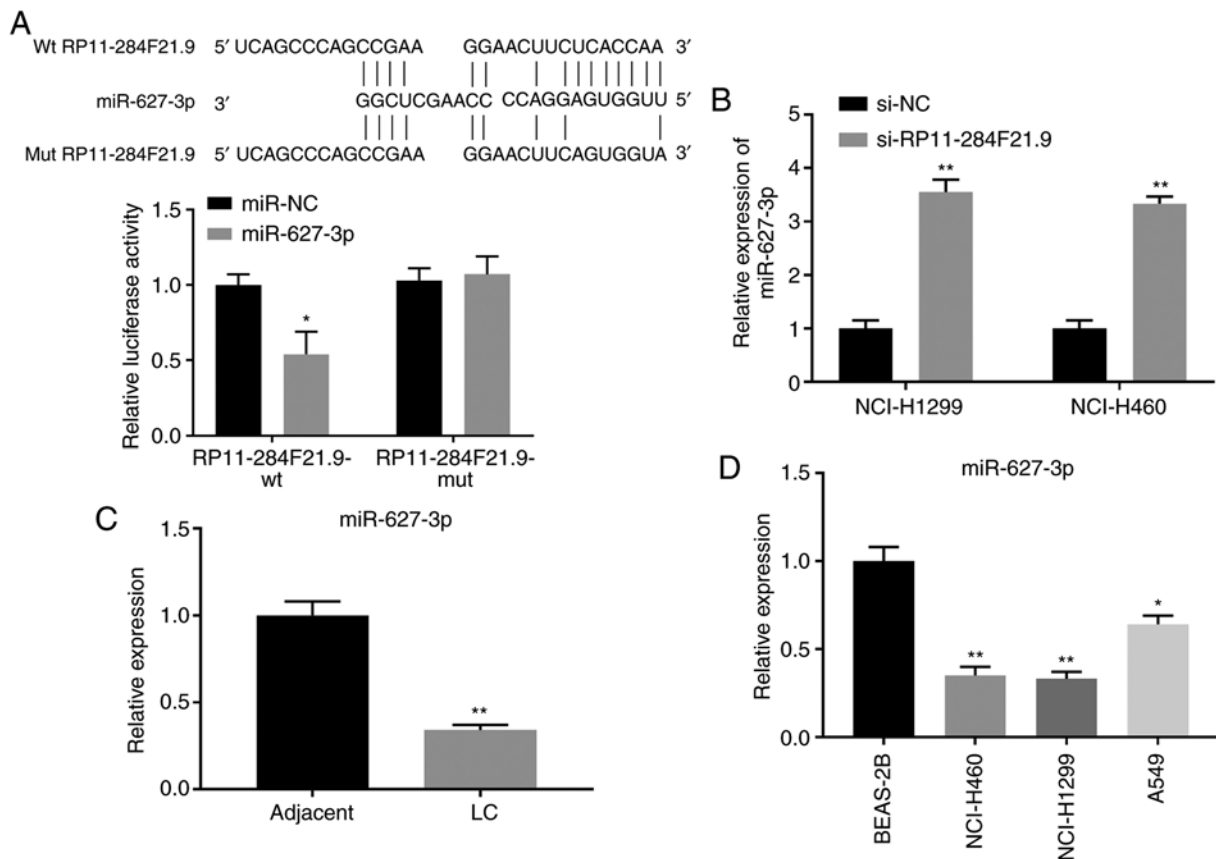 A
Wt RP11-284F21.9 5′ UCAGCCCAGCCGAA GGAACUUCUCACCAA 3′
miR-627-3p 3′ GGCUCGAACC CCAGGAGUGGUU 5′
Mut RP11-284F21.9 5′ UCAGCCCAGCCGAA GGAACUUCAGUGGUA 3′
miR-NC
miR-627-3p
Relative luciferase activity
1.5
1.0
0.5
0.0
*
RP11-284F21.9-
wt
RP11-284F21.9-
mut
B
si-NC
si-RP11-284F21.9
Relative expression of
miR-627-3p
5
4
3
2
1
0
**
**
NCI-H1299
NCI-H460
C
miR-627-3p
Relative expression
1.5
1.0
0.5
0.0
**
Adjacent
LC
D
miR-627-3p
Relative expression
1.5
1.0
0.5
0.0
**
**
*
BEAS-2B
NCI-H460
NCI-H1299
A549